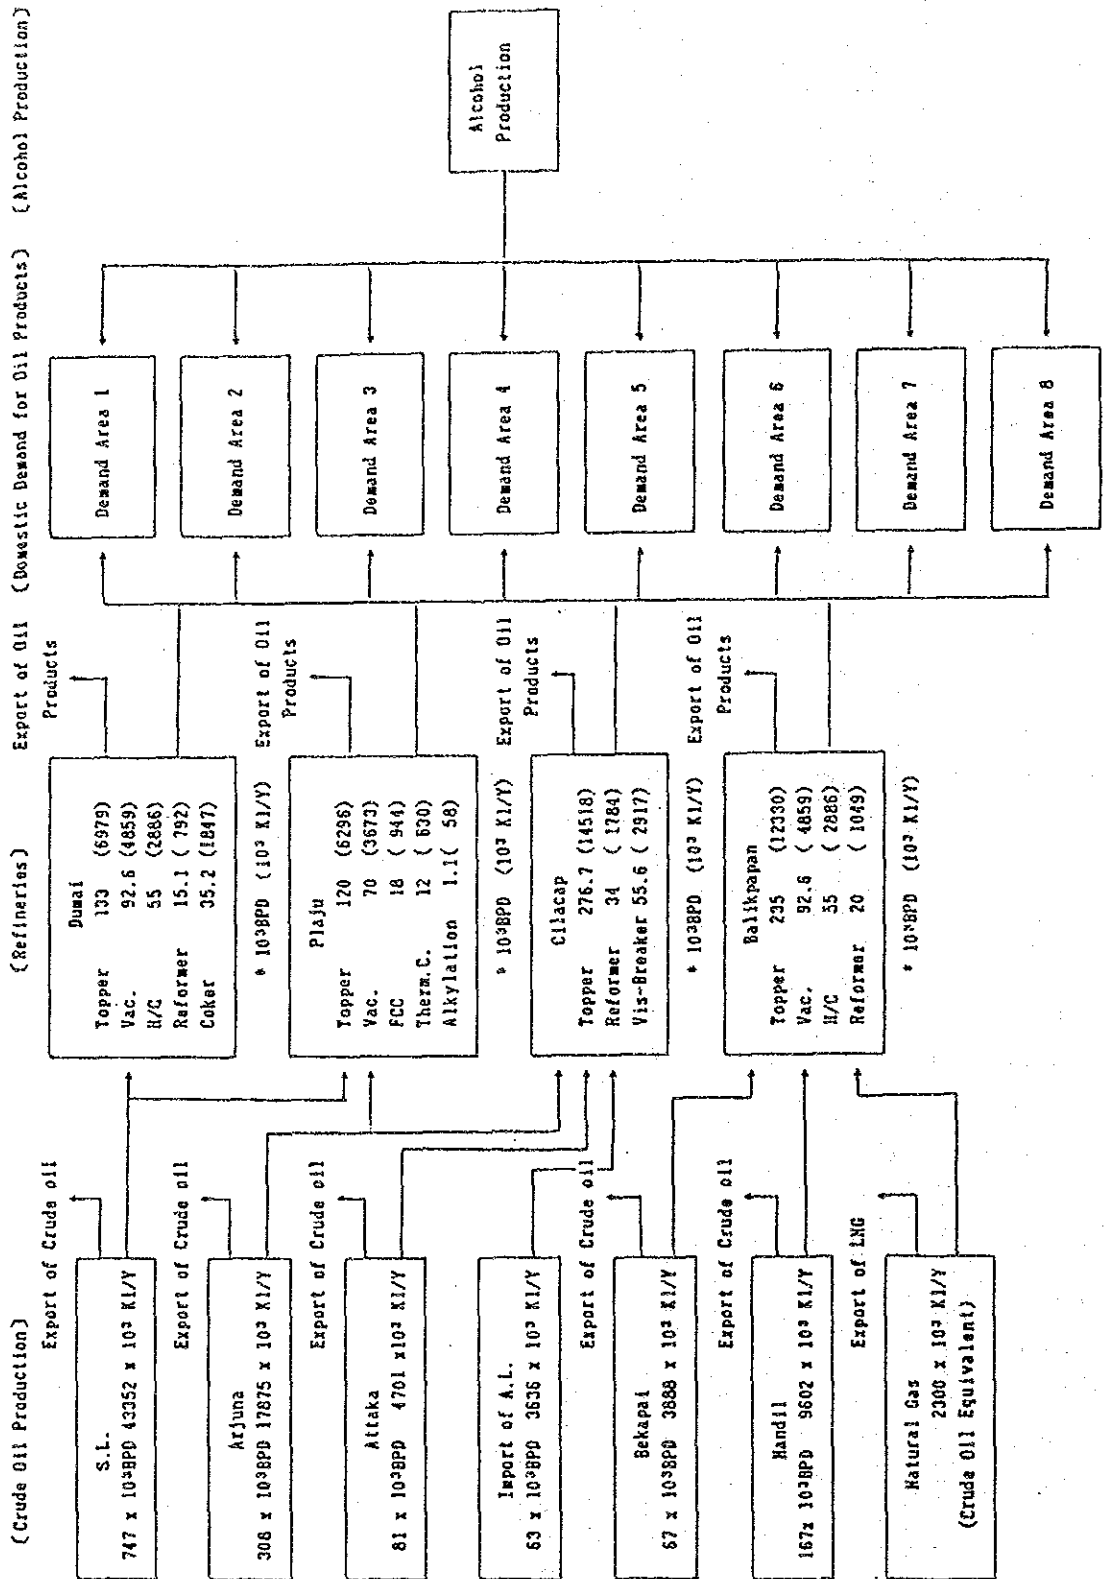 (Crude Oil Production)
(Refineries)
Export of Oil
Products
(Domestic Demand for Oil Products)
(Alcohol Production)
Export of Crude oil
S.L.
747 x 10³BPD 43352 x 10³ Kl/Y
Export of Crude oil
Arjuna
308 x 10³BPD 17875 x 10³ Kl/Y
Export of Crude oil
Attaka
81 x 10³BPD 4701 x10³ Kl/Y
Import of A.L.
63 x 10³BPD 3636 x 10³ Kl/Y
Export of Crude oil
Bekapai
67 x 10³BPD 3888 x 10³ Kl/Y
Export of Crude oil
Handil
167x 10³BPD 9602 x 10³ Kl/Y
Export of LNG
Natural Gas
2300 x 10³ Kl/Y
(Crude Oil Equivalent)
Dumai
Topper 133 (6979)
Vac. 92.6 (4859)
H/C 55 (2886)
Reformer 15.1 ( 792)
Coker 35.2 (1847)
* 10³BPD (10³ Kl/Y)
Export of Oil
Products
Plaju
Topper 120 (6296)
Vac. 70 (3673)
FCC 18 ( 944)
Therm.C. 12 ( 630)
Alkylation 1.1( 58)
* 10³BPD (10³ Kl/Y)
Export of Oil
Products
Cilacap
Topper 276.7 (14518)
Reformer 34 ( 1784)
Vis-Breaker 55.6 ( 2917)
* 10³BPD (10³ Kl/Y)
Export of Oil
Products
Balikpapan
Topper 235 (12330)
Vac. 92.6 ( 4859)
H/C 55 ( 2886)
Reformer 20 ( 1049)
* 10³BPD (10³ Kl/Y)
Demand Area 1
Demand Area 2
Demand Area 3
Demand Area 4
Demand Area 5
Demand Area 6
Demand Area 7
Demand Area 8
Alcohol
Production